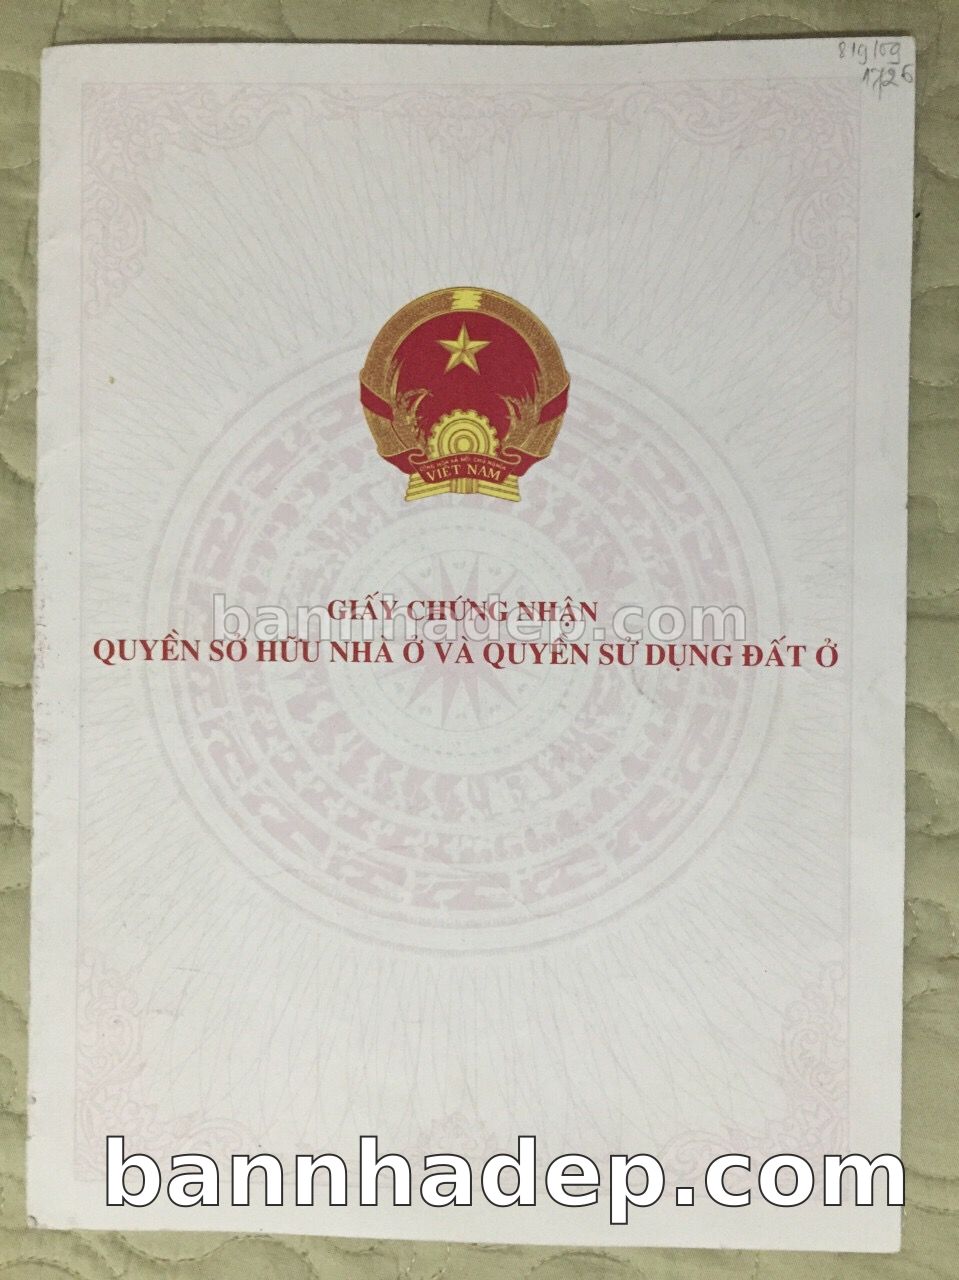 819/09
1726
CỘNG HÒA XÃ HỘI CHỦ NGHĨA
VIỆT NAM
GIẤY CHỨNG NHẬN
bannhadep.com
QUYỀN SỞ HỮU NHÀ Ở VÀ QUYỀN SỬ DỤNG ĐẤT Ở
bannhadep.com